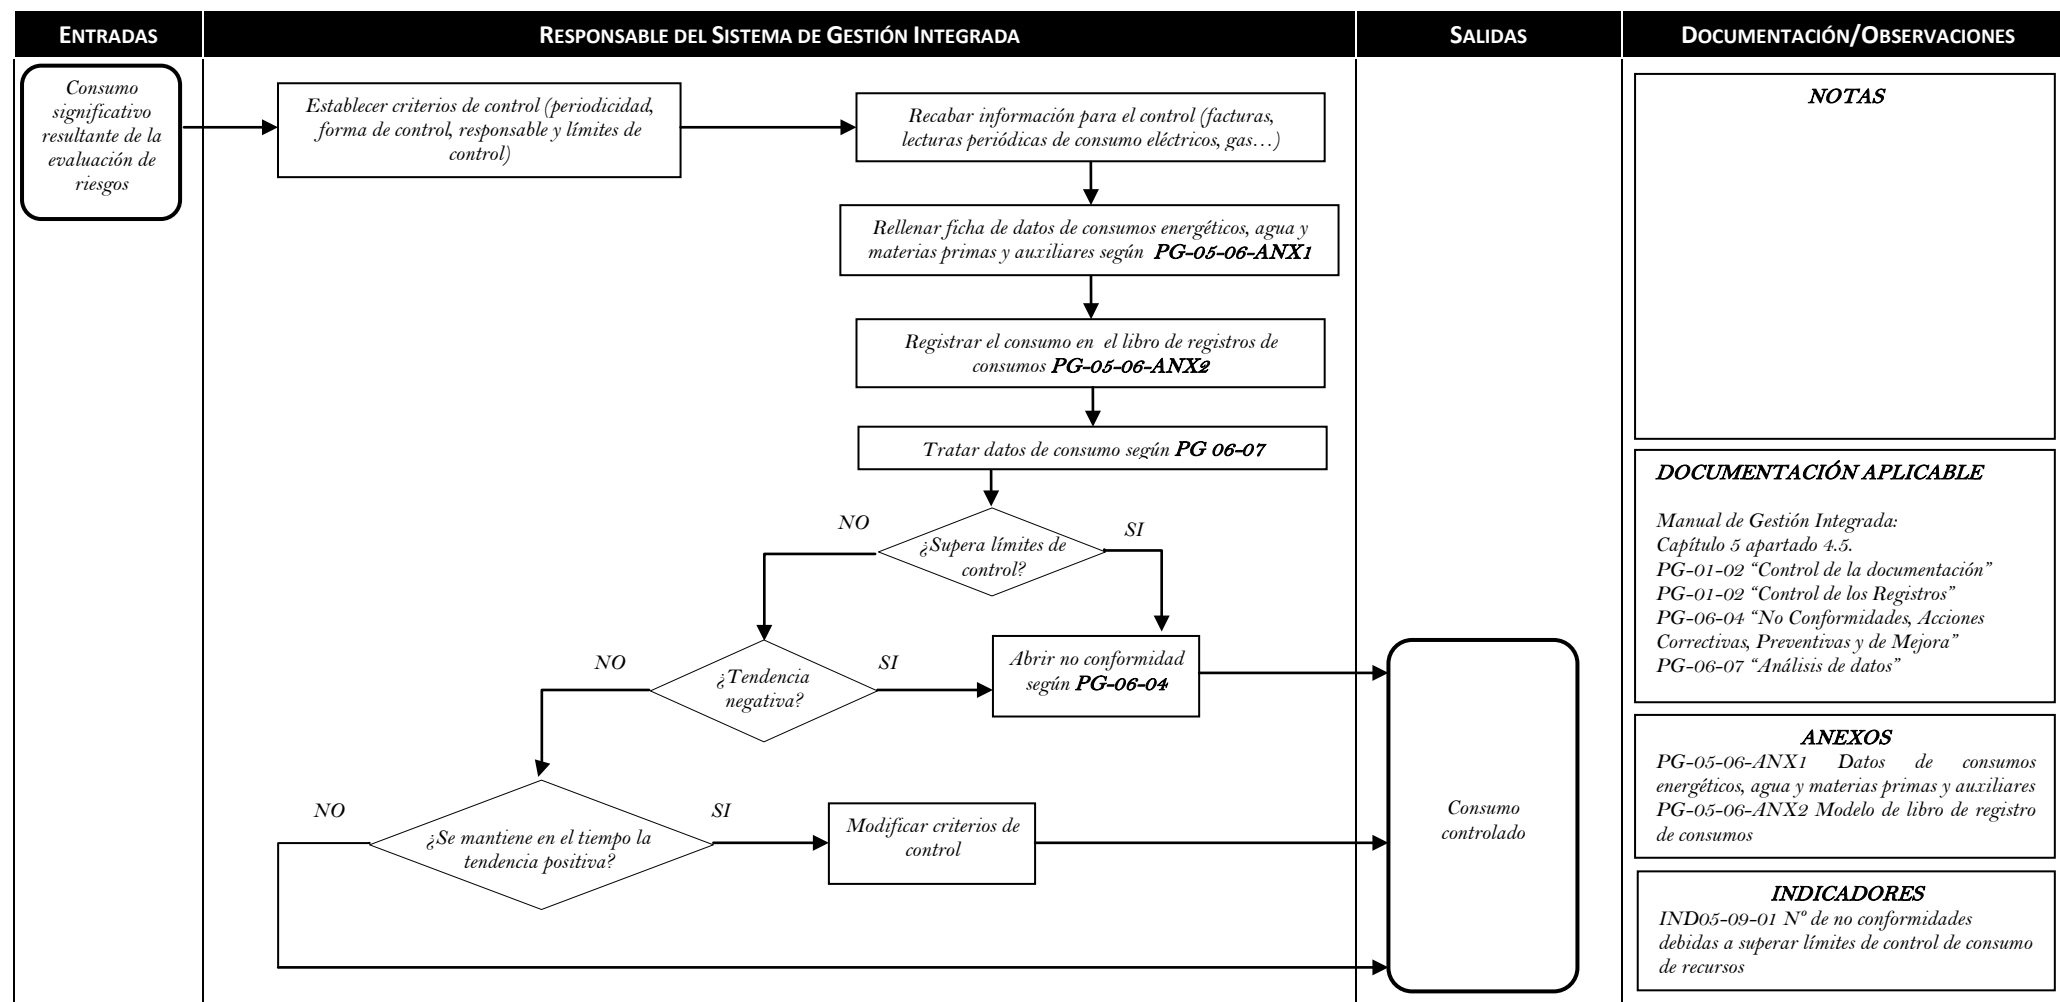 ENTRADAS
RESPONSABLE DEL SISTEMA DE GESTIÓN INTEGRADA
SALIDAS
DOCUMENTACIÓN/OBSERVACIONES
Consumo
significativo
resultante de la
evaluación de
riesgos
Establecer criterios de control (periodicidad,
forma de control, responsable y límites de
control)
Recabar información para el control (facturas,
lecturas periódicas de consumo eléctricos, gas…)
Rellenar ficha de datos de consumos energéticos, agua y
materias primas y auxiliares según PG-05-06-ANX1
Registrar el consumo en el libro de registros de
consumos PG-05-06-ANX2
Tratar datos de consumo según PG 06-07
NO
SI
¿Supera límites de
control?
NO
SI
¿Tendencia
negativa?
Abrir no conformidad
según PG-06-04
NO
SI
¿Se mantiene en el tiempo la
tendencia positiva?
Modificar criterios de
control
Consumo
controlado
NOTAS
DOCUMENTACIÓN APLICABLE
Manual de Gestión Integrada:
Capítulo 5 apartado 4.5.
PG-01-02 “Control de la documentación”
PG-01-02 “Control de los Registros”
PG-06-04 “No Conformidades, Acciones
Correctivas, Preventivas y de Mejora”
PG-06-07 “Análisis de datos”
ANEXOS
PG-05-06-ANX1 Datos de consumos
energéticos, agua y materias primas y auxiliares
PG-05-06-ANX2 Modelo de libro de registro
de consumos
INDICADORES
IND05-09-01 Nº de no conformidades
debidas a superar límites de control de consumo
de recursos